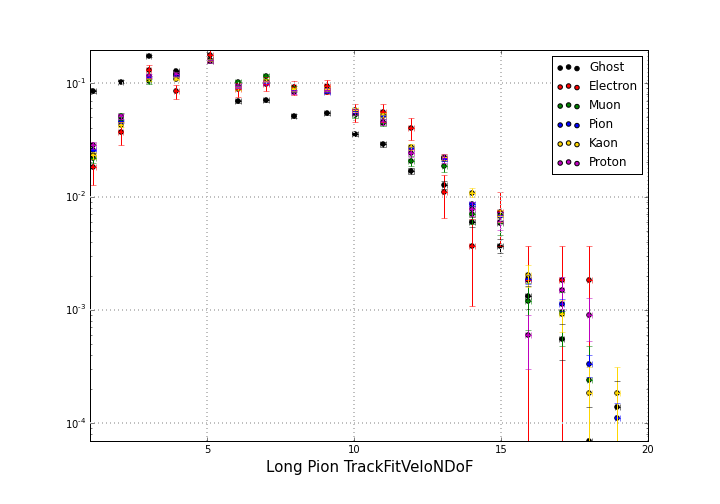 10⁻¹
10⁻²
10⁻³
10⁻⁴
Ghost
Electron
Muon
Pion
Kaon
Proton
5 10 15 20
Long Pion TrackFitVeloNDoF